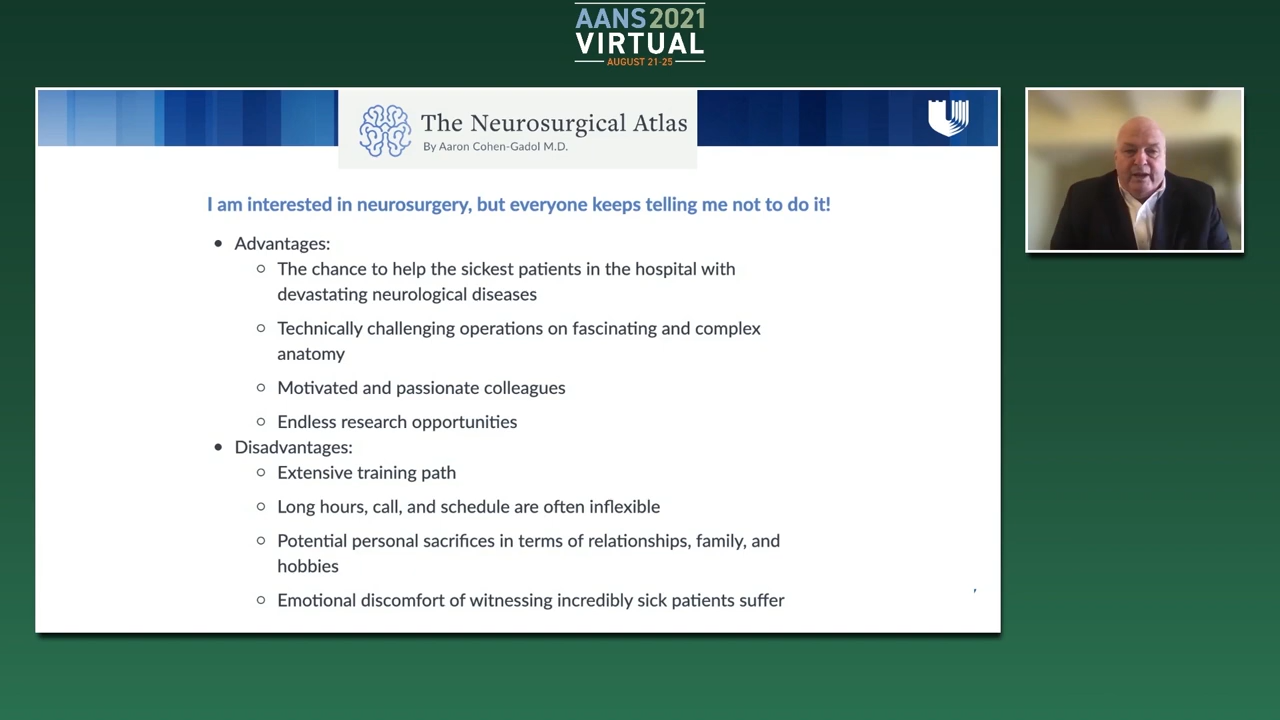 AANS2021
VIRTUAL
AUGUST 21-25
The Neurosurgical Atlas
By Aaron Cohen-Gadol M.D.
I am interested in neurosurgery, but everyone keeps telling me not to do it!
• Advantages:
○ The chance to help the sickest patients in the hospital with
devastating neurological diseases
○ Technically challenging operations on fascinating and complex
anatomy
○ Motivated and passionate colleagues
○ Endless research opportunities
• Disadvantages:
○ Extensive training path
○ Long hours, call, and schedule are often inflexible
○ Potential personal sacrifices in terms of relationships, family, and
hobbies
○ Emotional discomfort of witnessing incredibly sick patients suffer